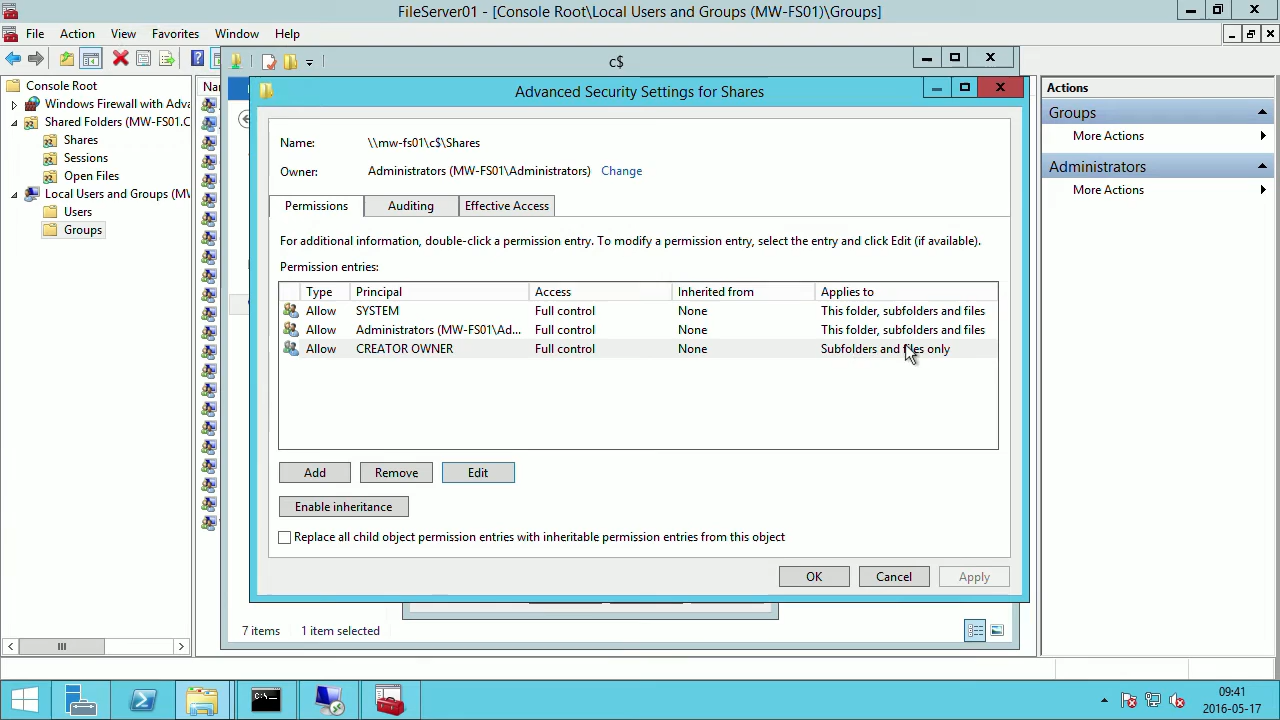 FileServer01 - [Console Root\Local Users and Groups (MW-FS01)\Groups]
File Action View Favorites Window Help
c$
Console Root
Windows Firewall with Adva
Shared Folders (MW-FS01.C
Shares
Sessions
Open Files
Local Users and Groups (MW
Users
Groups
Nar
Advanced Security Settings for Shares
Name: \\mw-fs01\c$\Shares
Owner: Administrators (MW-FS01\Administrators) Change
Permissions Auditing Effective Access
For additional information, double-click a permission entry. To modify a permission entry, select the entry and click Edit (if available).
Permission entries:
Type Principal Access Inherited from Applies to
Allow SYSTEM Full control None This folder, subfolders and files
Allow Administrators (MW-FS01\Ad... Full control None This folder, subfolders and files
Allow CREATOR OWNER Full control None Subfolders and files only
Add Remove Edit
Enable inheritance
Replace all child object permission entries with inheritable permission entries from this object
OK Cancel Apply
7 items 1 item selected
Actions
Groups
More Actions
Administrators
More Actions
09:41
2016-05-17